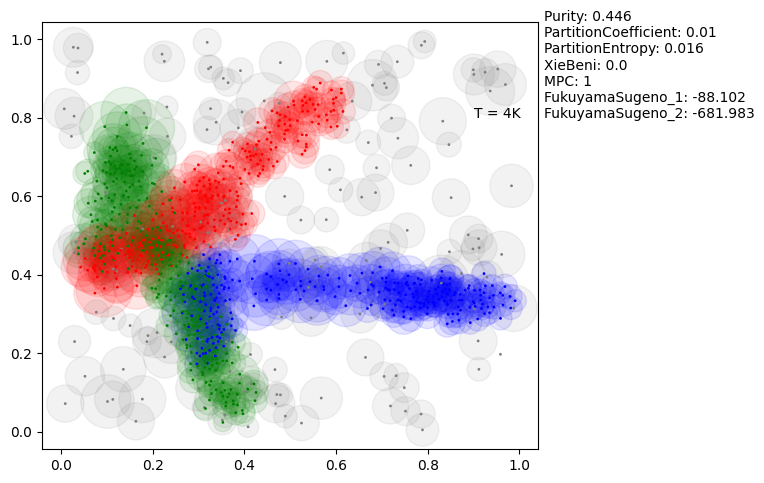 Purity: 0.446
PartitionCoefficient: 0.01
PartitionEntropy: 0.016
XieBeni: 0.0
MPC: 1
FukuyamaSugeno_1: -88.102
FukuyamaSugeno_2: -681.983
T = 4K
1.0
0.8
0.6
0.4
0.2
0.0
0.0 0.2 0.4 0.6 0.8 1.0